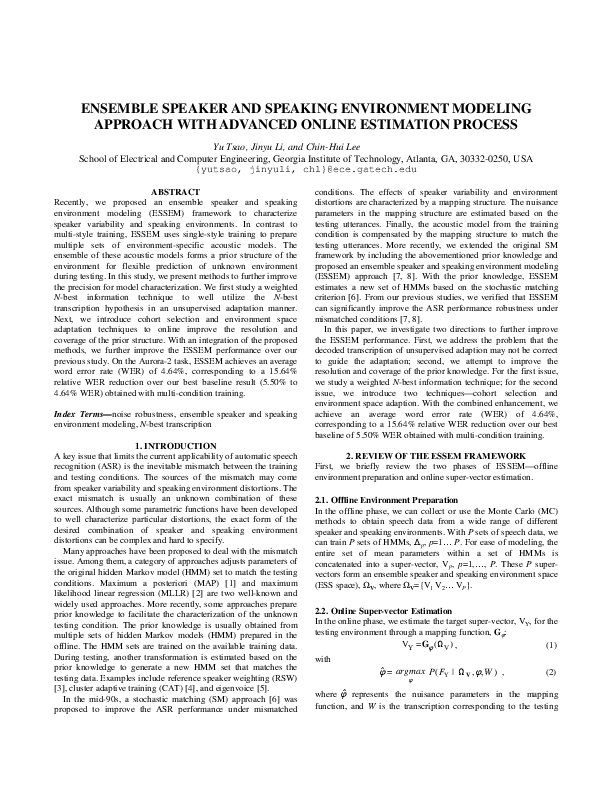 ENSEMBLE SPEAKER AND SPEAKING ENVIRONMENT MODELING
APPROACH WITH ADVANCED ONLINE ESTIMATION PROCESS
Yu Tsao, Jinyu Li, and Chin-Hui Lee
School of Electrical and Computer Engineering, Georgia Institute of Technology, Atlanta, GA, 30332-0250, USA
{yutsao, jinyuli, chl}@ece.gatech.edu
ABSTRACT
Recently, we proposed an ensemble speaker and speaking
environment modeling (ESSEM) framework to characterize
speaker variability and speaking environments. In contrast to
multi-style training, ESSEM uses single-style training to prepare
multiple sets of environment-specific acoustic models. The
ensemble of these acoustic models forms a prior structure of the
environment for flexible prediction of unknown environment
during testing. In this study, we present methods to further improve
the precision for model characterization. We first study a weighted
N-best information technique to well utilize the N-best
transcription hypothesis in an unsupervised adaptation manner.
Next, we introduce cohort selection and environment space
adaptation techniques to online improve the resolution and
coverage of the prior structure. With an integration of the proposed
methods, we further improve the ESSEM performance over our
previous study. On the Aurora-2 task, ESSEM achieves an average
word error rate (WER) of 4.64%, corresponding to a 15.64%
relative WER reduction over our best baseline result (5.50% to
4.64% WER) obtained with multi-condition training.
Index Terms—noise robustness, ensemble speaker and speaking
environment modeling, N-best transcription
1. INTRODUCTION
A key issue that limits the current applicability of automatic speech
recognition (ASR) is the inevitable mismatch between the training
and testing conditions. The sources of the mismatch may come
from speaker variability and speaking environment distortions. The
exact mismatch is usually an unknown combination of these
sources. Although some parametric functions have been developed
to well characterize particular distortions, the exact form of the
desired combination of speaker and speaking environment
distortions can be complex and hard to specify.
Many approaches have been proposed to deal with the mismatch
issue. Among them, a category of approaches adjusts parameters of
the original hidden Markov model (HMM) set to match the testing
conditions. Maximum a posteriori (MAP) [1] and maximum
likelihood linear regression (MLLR) [2] are two well-known and
widely used approaches. More recently, some approaches prepare
prior knowledge to facilitate the characterization of the unknown
testing condition. The prior knowledge is usually obtained from
multiple sets of hidden Markov models (HMM) prepared in the
offline. The HMM sets are trained on the available training data.
During testing, another transformation is estimated based on the
prior knowledge to generate a new HMM set that matches the
testing data. Examples include reference speaker weighting (RSW)
[3], cluster adaptive training (CAT) [4], and eigenvoice [5].
In the mid-90s, a stochastic matching (SM) approach [6] was
proposed to improve the ASR performance under mismatched
conditions. The effects of speaker variability and environment
distortions are characterized by a mapping structure. The nuisance
parameters in the mapping structure are estimated based on the
testing utterances. Finally, the acoustic model from the training
condition is compensated by the mapping structure to match the
testing utterances. More recently, we extended the original SM
framework by including the abovementioned prior knowledge and
proposed an ensemble speaker and speaking environment modeling
(ESSEM) approach [7, 8]. With the prior knowledge, ESSEM
estimates a new set of HMMs based on the stochastic matching
criterion [6]. From our previous studies, we verified that ESSEM
can significantly improve the ASR performance robustness under
mismatched conditions [7, 8].
In this paper, we investigate two directions to further improve
the ESSEM performance. First, we address the problem that the
decoded transcription of unsupervised adaption may not be correct
to guide the adaptation; second, we attempt to improve the
resolution and coverage of the prior knowledge. For the first issue,
we study a weighted N-best information technique; for the second
issue, we introduce two techniques—cohort selection and
environment space adaptation. With the combined enhancement, we
achieve an average word error rate (WER) of 4.64%,
corresponding to a 15.64% relative WER reduction over our best
baseline of 5.50% WER obtained with multi-condition training.
2. REVIEW OF THE ESSEM FRAMEWORK
First, we briefly review the two phases of ESSEM—offline
environment preparation and online super-vector estimation.
2.1. Offline Environment Preparation
In the offline phase, we can collect or use the Monte Carlo (MC)
methods to obtain speech data from a wide range of different
speaker and speaking environments. With P sets of speech data, we
can train P sets of HMMs, Δp, p=1… P. For ease of modeling, the
entire set of mean parameters within a set of HMMs is
concatenated into a super-vector, Vp, p=1,…, P. These P super-
vectors form an ensemble speaker and speaking environment space
(ESS space), ΩV, where ΩV={V1 V2… VP}.
2.2. Online Super-vector Estimation
In the online phase, we estimate the target super-vector, VY, for the
testing environment through a mapping function, Gφ:
VY =Gφ(ΩV) , (1)
with
φ̂ = argmax φ P(FY | ΩV,φ,W) , (2)
where φ̂ represents the nuisance parameters in the mapping
function, and W is the transcription corresponding to the testing